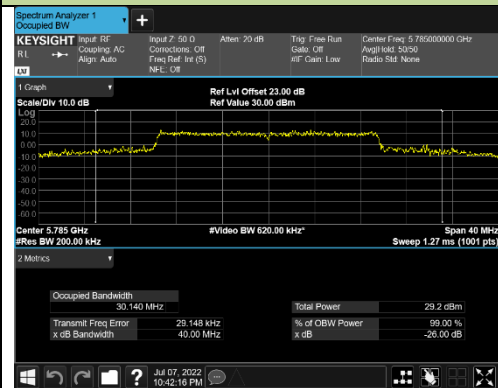 Spectrum Analyzer 1
Occupied BW
+
KEYSIGHT Input: RF Input Z: 50 Ω Atten: 20 dB Trig: Free Run Center Freq: 5.785000000 GHz
RL Coupling: AC Corrections: Off Gate: Off Avg|Hold: 50/50
Align: Auto Freq Ref: Int (S) #IF Gain: Low Radio Std: None
NFE: Off
LXI
1 Graph
Ref Lvl Offset 23.00 dB
Scale/Div 10.0 dB Ref Value 30.00 dBm
Log
20.0
10.0
0.00
-10.0
-20.0
-30.0
-40.0
-50.0
-60.0
Center 5.785 GHz #Video BW 620.00 kHz* Span 40 MHz
#Res BW 200.00 kHz Sweep 1.27 ms (1001 pts)
2 Metrics
Occupied Bandwidth
30.140 MHz Total Power 29.2 dBm
Transmit Freq Error 29.148 kHz % of OBW Power 99.00 %
x dB Bandwidth 40.00 MHz x dB -26.00 dB
? Jul 07, 2022
10:42:16 PM